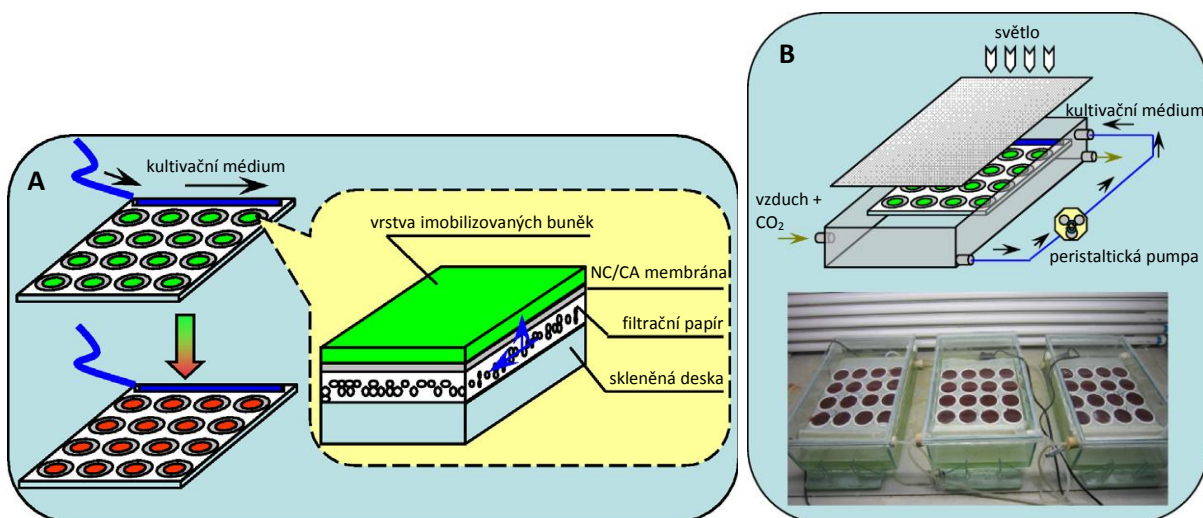 A
kultivační médium
vrstva imobilizovaných buněk
NC/CA membrána
filtrační papír
skleněná deska
B
světlo
kultivační médium
vzduch +
CO₂
peristaltická pumpa